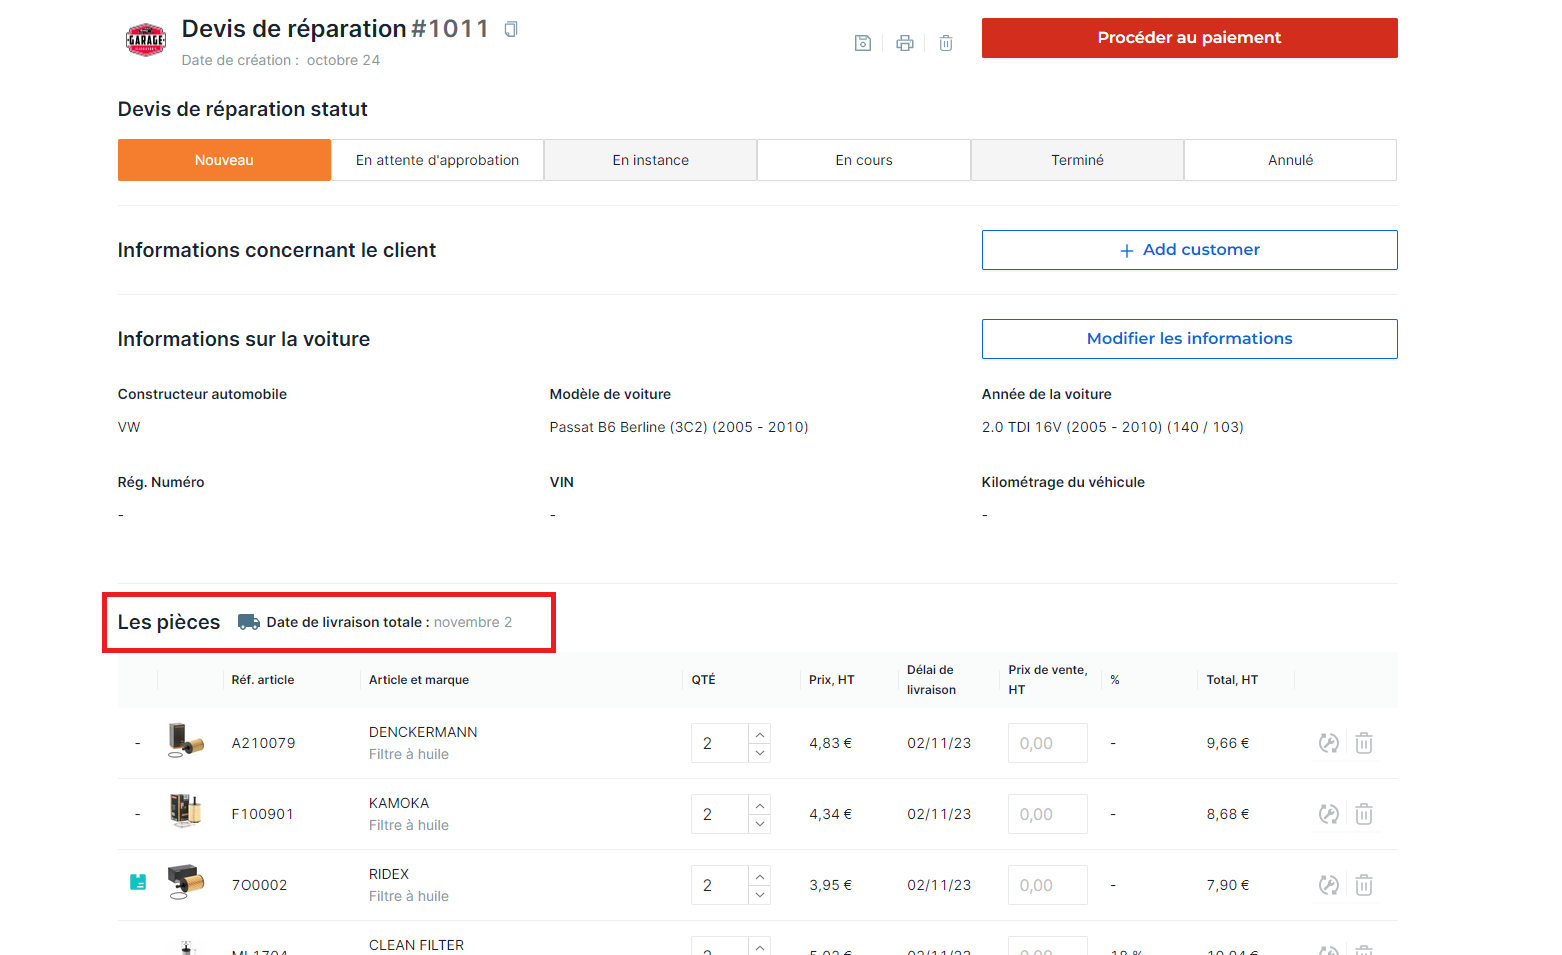 GARAGE
Devis de réparation #1011
Date de création : octobre 24
Procéder au paiement
Devis de réparation statut
Nouveau
En attente d'approbation
En instance
En cours
Terminé
Annulé
Informations concernant le client
+ Add customer
Informations sur la voiture
Modifier les informations
Constructeur automobile
Modèle de voiture
Année de la voiture
VW
Passat B6 Berline (3C2) (2005 - 2010)
2.0 TDI 16V (2005 - 2010) (140 / 103)
Rég. Numéro
VIN
Kilométrage du véhicule
-
-
-
Les pièces Date de livraison totale : novembre 2
Réf. article
Article et marque
QTÉ
Prix, HT
Délai de
livraison
Prix de vente,
HT
%
Total, HT
- A210079 DENCKERMANN 2 4,83 € 02/11/23 0,00 - 9,66 €
Filtre à huile
- F100901 KAMOKA 2 4,34 € 02/11/23 0,00 - 8,68 €
Filtre à huile
7O0002 RIDEX 2 3,95 € 02/11/23 0,00 - 7,90 €
Filtre à huile
CLEAN FILTER